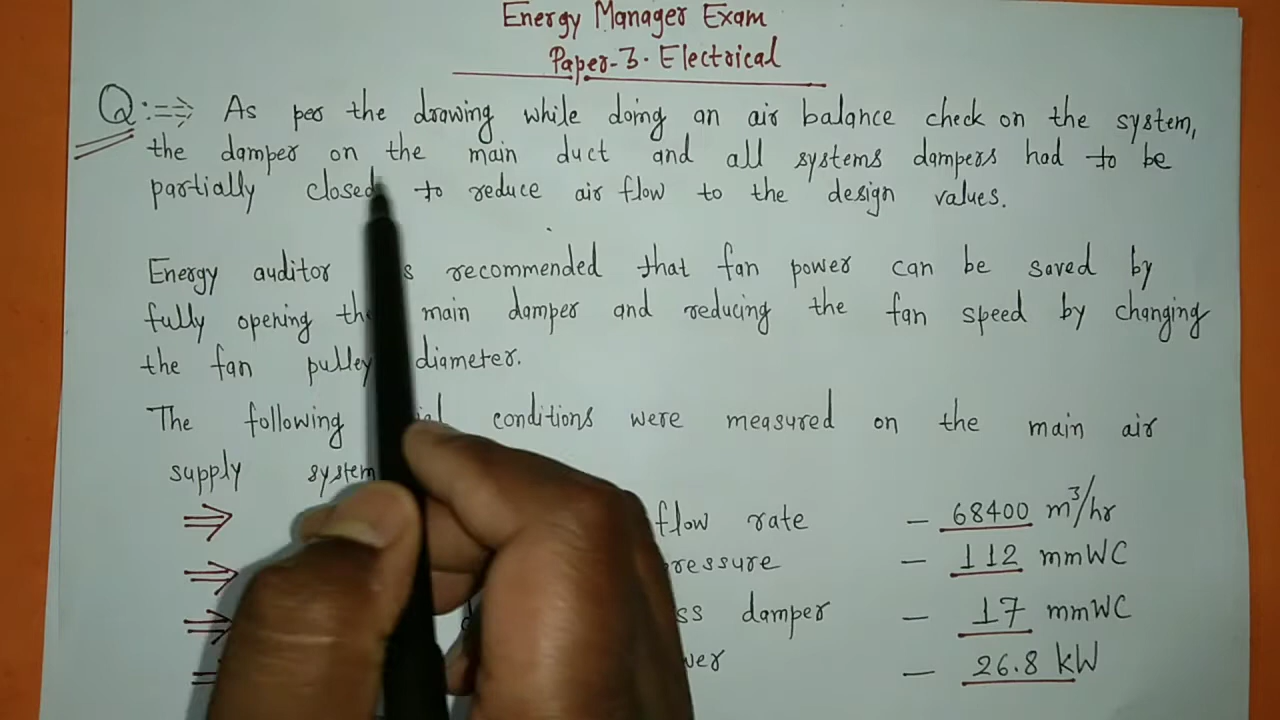 Energy Manager Exam
Paper-3. Electrical
Q:⇒ As per the drawing while doing an air balance check on the system,
the damper on the main duct and all systems dampers had to be
partially closed to reduce air flow to the design values.
Energy auditor recommended that fan power can be saved by
fully opening main damper and reducing the fan speed by changing
the fan pulley diameter.
The following conditions were measured on the main air
supply system
⇒ flow rate - 68400 m³/hr
⇒ - 112 mmWC
⇒ damper - 17 mmWC
- 26.8 kW